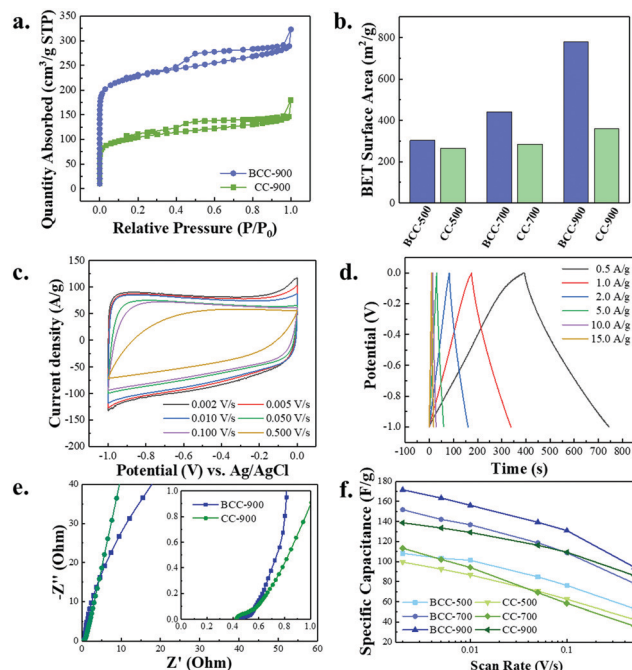 a.
Quantity Absorbed (cm³/g STP)
350
300
250
200
150
100
50
0
BCC-900
CC-900
0.0 0.2 0.4 0.6 0.8 1.0
Relative Pressure (P/P₀)
b.
BET Surface Area (m²/g)
800
600
400
200
0
BCC-500
CC-500
BCC-700
CC-700
BCC-900
CC-900
c.
Current density (A/g)
150
100
50
0
-50
-100
-150
-200
0.002 V/s 0.005 V/s
0.010 V/s 0.050 V/s
0.100 V/s 0.500 V/s
-1.0 -0.8 -0.6 -0.4 -0.2 0.0
Potential (V) vs. Ag/AgCl
d.
Potential (V)
0.0
-0.2
-0.4
-0.6
-0.8
-1.0
0.5 A/g
1.0 A/g
2.0 A/g
5.0 A/g
10.0 A/g
15.0 A/g
0 100 200 300 400 500 600 700 800
Time (s)
e.
-Z'' (Ohm)
40
30
20
10
0
1.0
0.8
0.6
0.4
0.2
0.0
BCC-900
CC-900
0.0 0.2 0.4 0.6 0.8 1.0
0 10 20 30 40 50 60
Z' (Ohm)
f.
Specific Capacitance (F/g)
180
160
140
120
100
80
60
40
20
0
BCC-500 CC-500
BCC-700 CC-700
BCC-900 CC-900
0.01 0.1
Scan Rate (V/s)